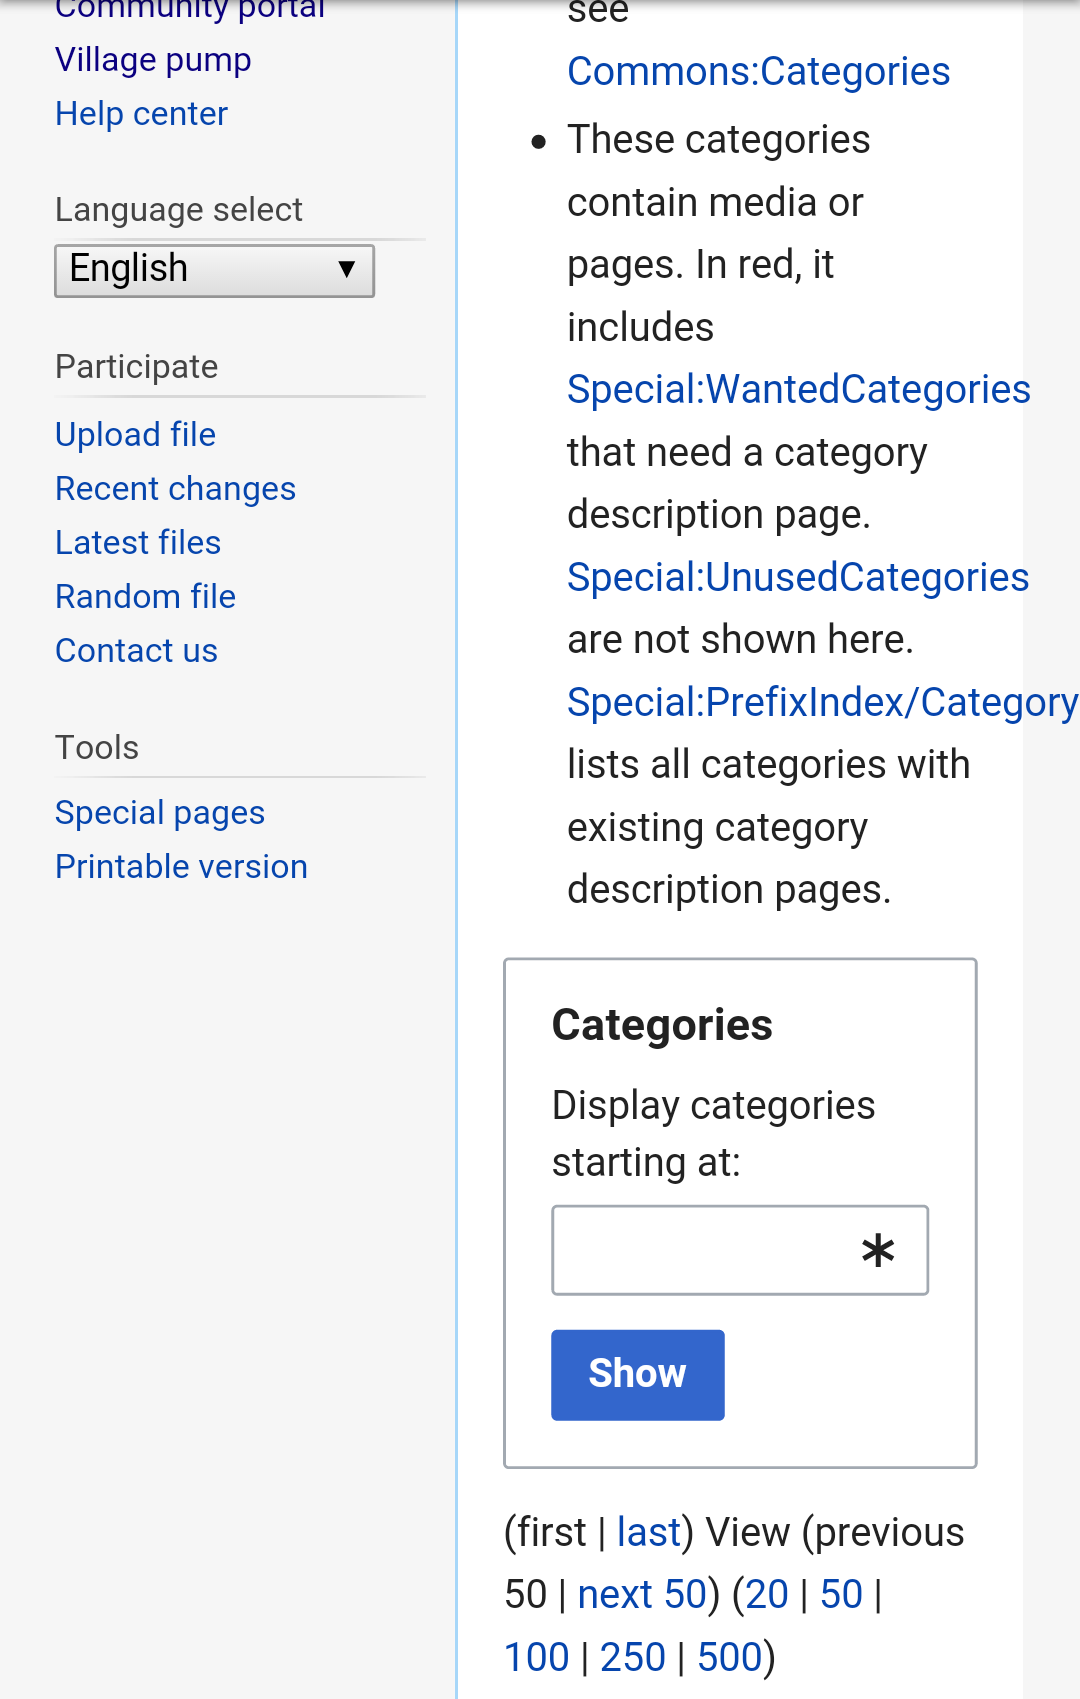 Community portal
Village pump
Help center
Language select
English ▼
Participate
Upload file
Recent changes
Latest files
Random file
Contact us
Tools
Special pages
Printable version
see
Commons:Categories
• These categories
contain media or
pages. In red, it
includes
Special:WantedCategories
that need a category
description page.
Special:UnusedCategories
are not shown here.
Special:PrefixIndex/Category
lists all categories with
existing category
description pages.
Categories
Display categories
starting at:
*
Show
(first | last) View (previous
50 | next 50) (20 | 50 |
100 | 250 | 500)